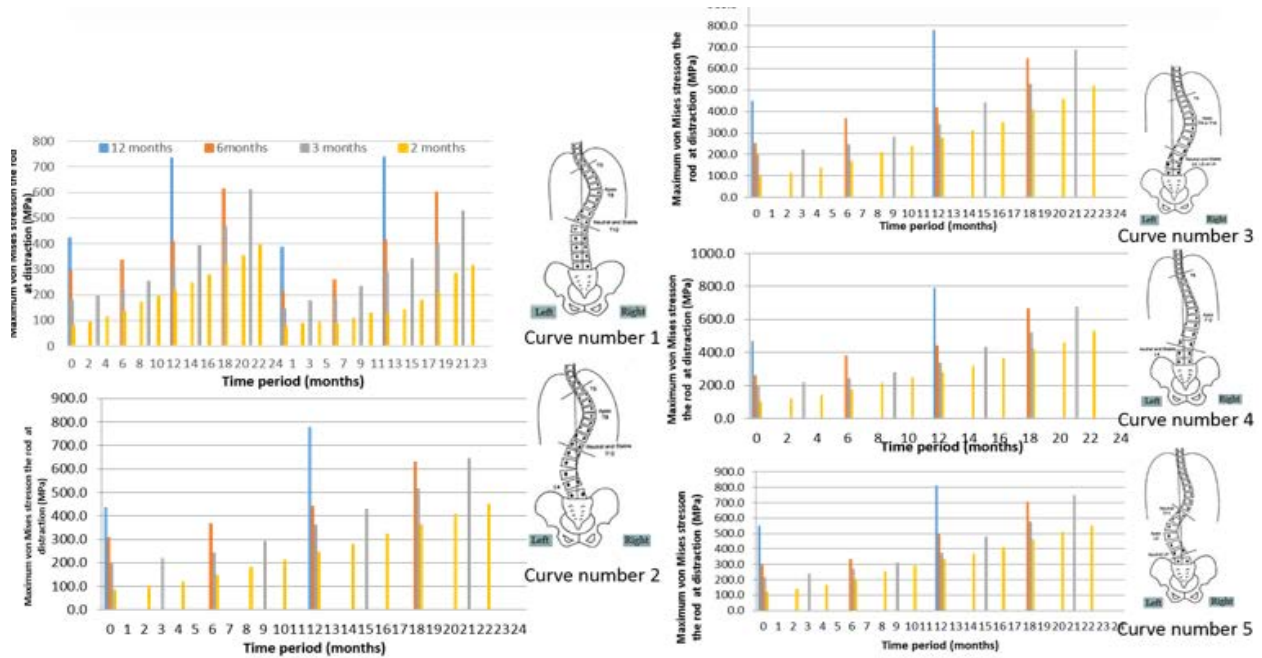 Maximum von Mises stresson the rod
at distraction (MPa)
800
700
600
500
400
300
200
100
0
12 months
6months
3 months
2 months
0 2 4 6 8 10 12 14 16 18 20 22 24 1 3 5 7 9 11 13 15 17 19 21 23
Time period (months)
Left
Right
Curve number 1
Maximum von Mises stresson the rod at
distraction (MPa)
900.0
800.0
700.0
600.0
500.0
400.0
300.0
200.0
100.0
0.0
0 1 2 3 4 5 6 7 8 9 10 11 12 13 14 15 16 17 18 19 20 21 22 23 24
Time period (months)
Left
Right
Curve number 2
Maximum von Mises stresson the
rod at distraction (MPa)
800.0
700.0
600.0
500.0
400.0
300.0
200.0
100.0
0.0
0 1 2 3 4 5 6 7 8 9 10 11 12 13 14 15 16 17 18 19 20 21 22 23 24
Time period (months)
Left
Right
Curve number 3
Maximum von Mises stresson
the rod at distraction (MPa)
1000.0
800.0
600.0
400.0
200.0
0.0
0 2 4 6 8 10 12 14 16 18 20 22 24
Time period (months)
Left
Right
Curve number 4
Maximum von Mises stresson
the rod at distraction (MPa)
900.0
800.0
700.0
600.0
500.0
400.0
300.0
200.0
100.0
0.0
0 1 2 3 4 5 6 7 8 9 10 11 12 13 14 15 16 17 18 19 20 21 22 23 24
Time period (months)
Left
Right
Curve number 5